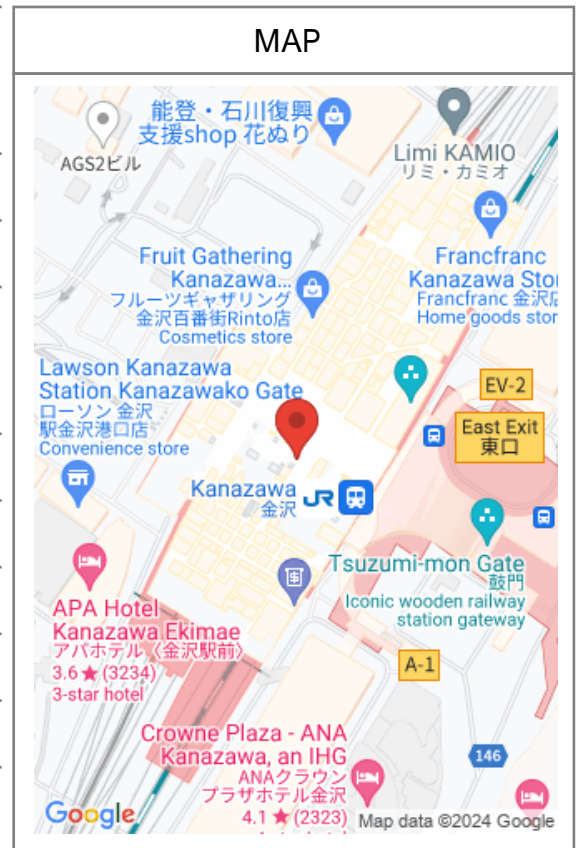 MAP
能登・石川復興
支援shop 花ぬり
AGS2ビル
Limi KAMIO
リミ・カミオ
Fruit Gathering
Kanazawa...
フルーツギャザリング
金沢百番街Rinto店
Cosmetics store
Francfranc
Kanazawa Sto
Francfranc 金沢店
Home goods stor
Lawson Kanazawa
Station Kanazawako Gate
ローソン 金沢
駅金沢港口店
Convenience store
EV-2
East Exit
東口
Kanazawa
金沢
JR
Tsuzumi-mon Gate
鼓門
Iconic wooden railway
station gateway
APA Hotel
Kanazawa Ekimae
アパホテル〈金沢駅前〉
3.6★(3234)
3-star hotel
A-1
Crowne Plaza - ANA
Kanazawa, an IHG
ANAクラウン
プラザホテル金沢
4.1★(2323)
146
Google
Map data ©2024 Google